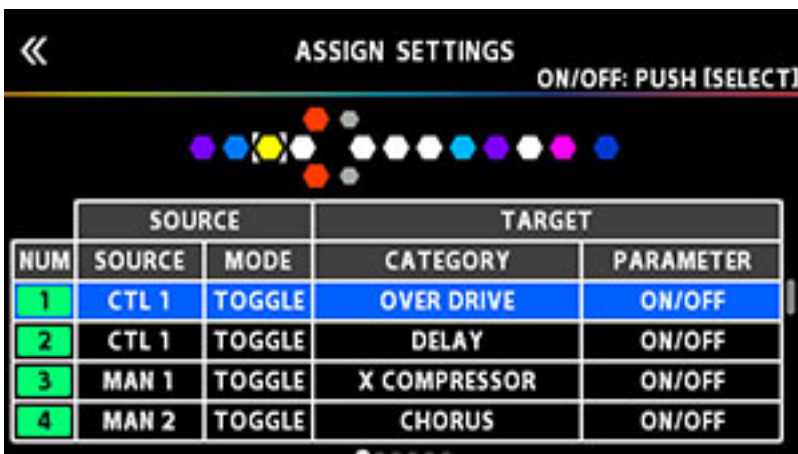 ASSIGN SETTINGS
ON/OFF: PUSH [SELECT]
SOURCE TARGET
NUM SOURCE MODE CATEGORY PARAMETER
1 CTL 1 TOGGLE OVER DRIVE ON/OFF
2 CTL 1 TOGGLE DELAY ON/OFF
3 MAN 1 TOGGLE X COMPRESSOR ON/OFF
4 MAN 2 TOGGLE CHORUS ON/OFF